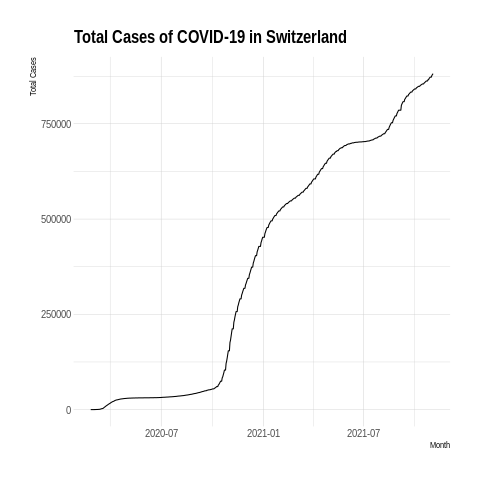 Total Cases of COVID-19 in Switzerland
Total Cases
750000
500000
250000
0
2020-07 2021-01 2021-07
Month